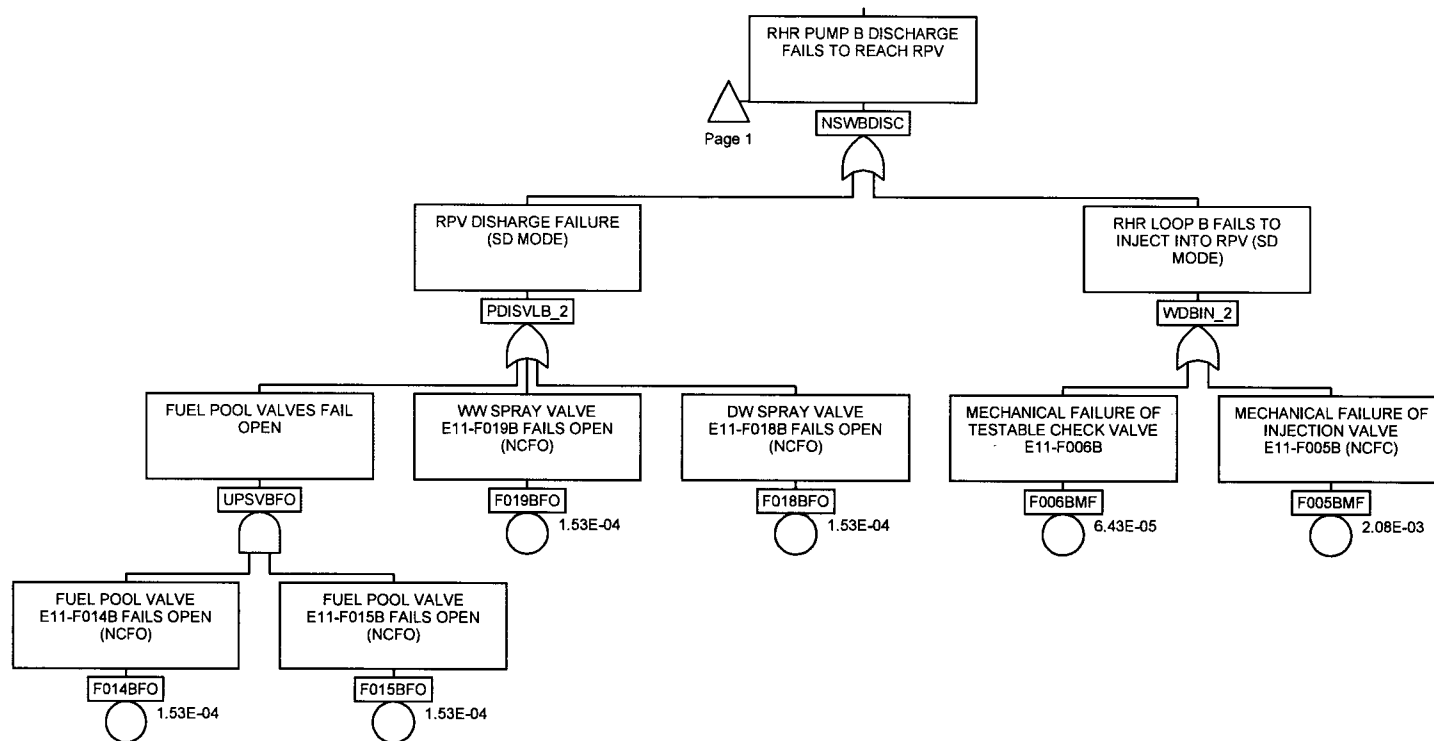 RHR PUMP B DISCHARGE
FAILS TO REACH RPV
Page 1
NSWBDISC
RPV DISHARGE FAILURE
(SD MODE)
PDISVLB_2
RHR LOOP B FAILS TO
INJECT INTO RPV (SD
MODE)
WDBIN_2
FUEL POOL VALVES FAIL
OPEN
UPSVBFO
WW SPRAY VALVE
E11-F019B FAILS OPEN
(NCFO)
F019BFO
1.53E-04
DW SPRAY VALVE
E11-F018B FAILS OPEN
(NCFO)
F018BFO
1.53E-04
MECHANICAL FAILURE OF
TESTABLE CHECK VALVE
E11-F006B
F006BMF
6.43E-05
MECHANICAL FAILURE OF
INJECTION VALVE
E11-F005B (NCFC)
F005BMF
2.08E-03
FUEL POOL VALVE
E11-F014B FAILS OPEN
(NCFO)
F014BFO
1.53E-04
FUEL POOL VALVE
E11-F015B FAILS OPEN
(NCFO)
F015BFO
1.53E-04